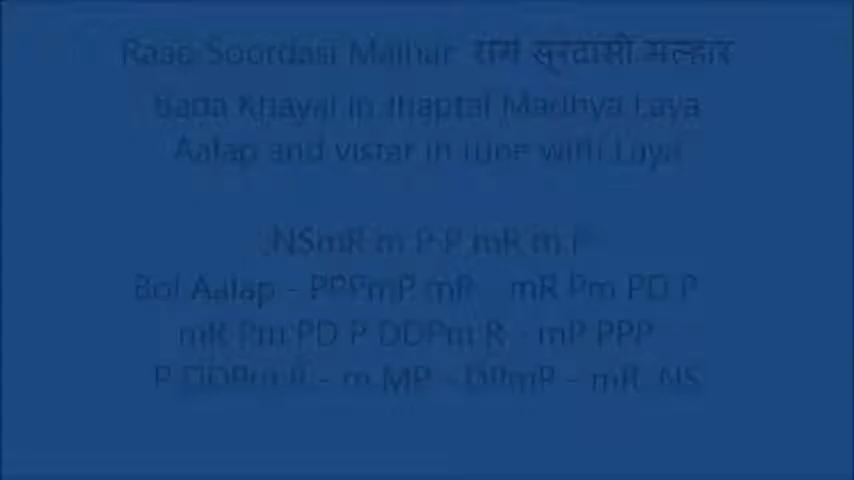 Raag Soordasi Malhar राग सूरदासी मल्हार
Bada Khayal in Jhaptal Madhya Laya
Aalap and vistar in tune with Laya
.NSmR m P-P mR m P
Bol Aalap - PPPmP mR - mR Pm PD P
mR Pm PD P DDPm R - mP PPP
P DDPm R - m MP - DPmR - mR .NS